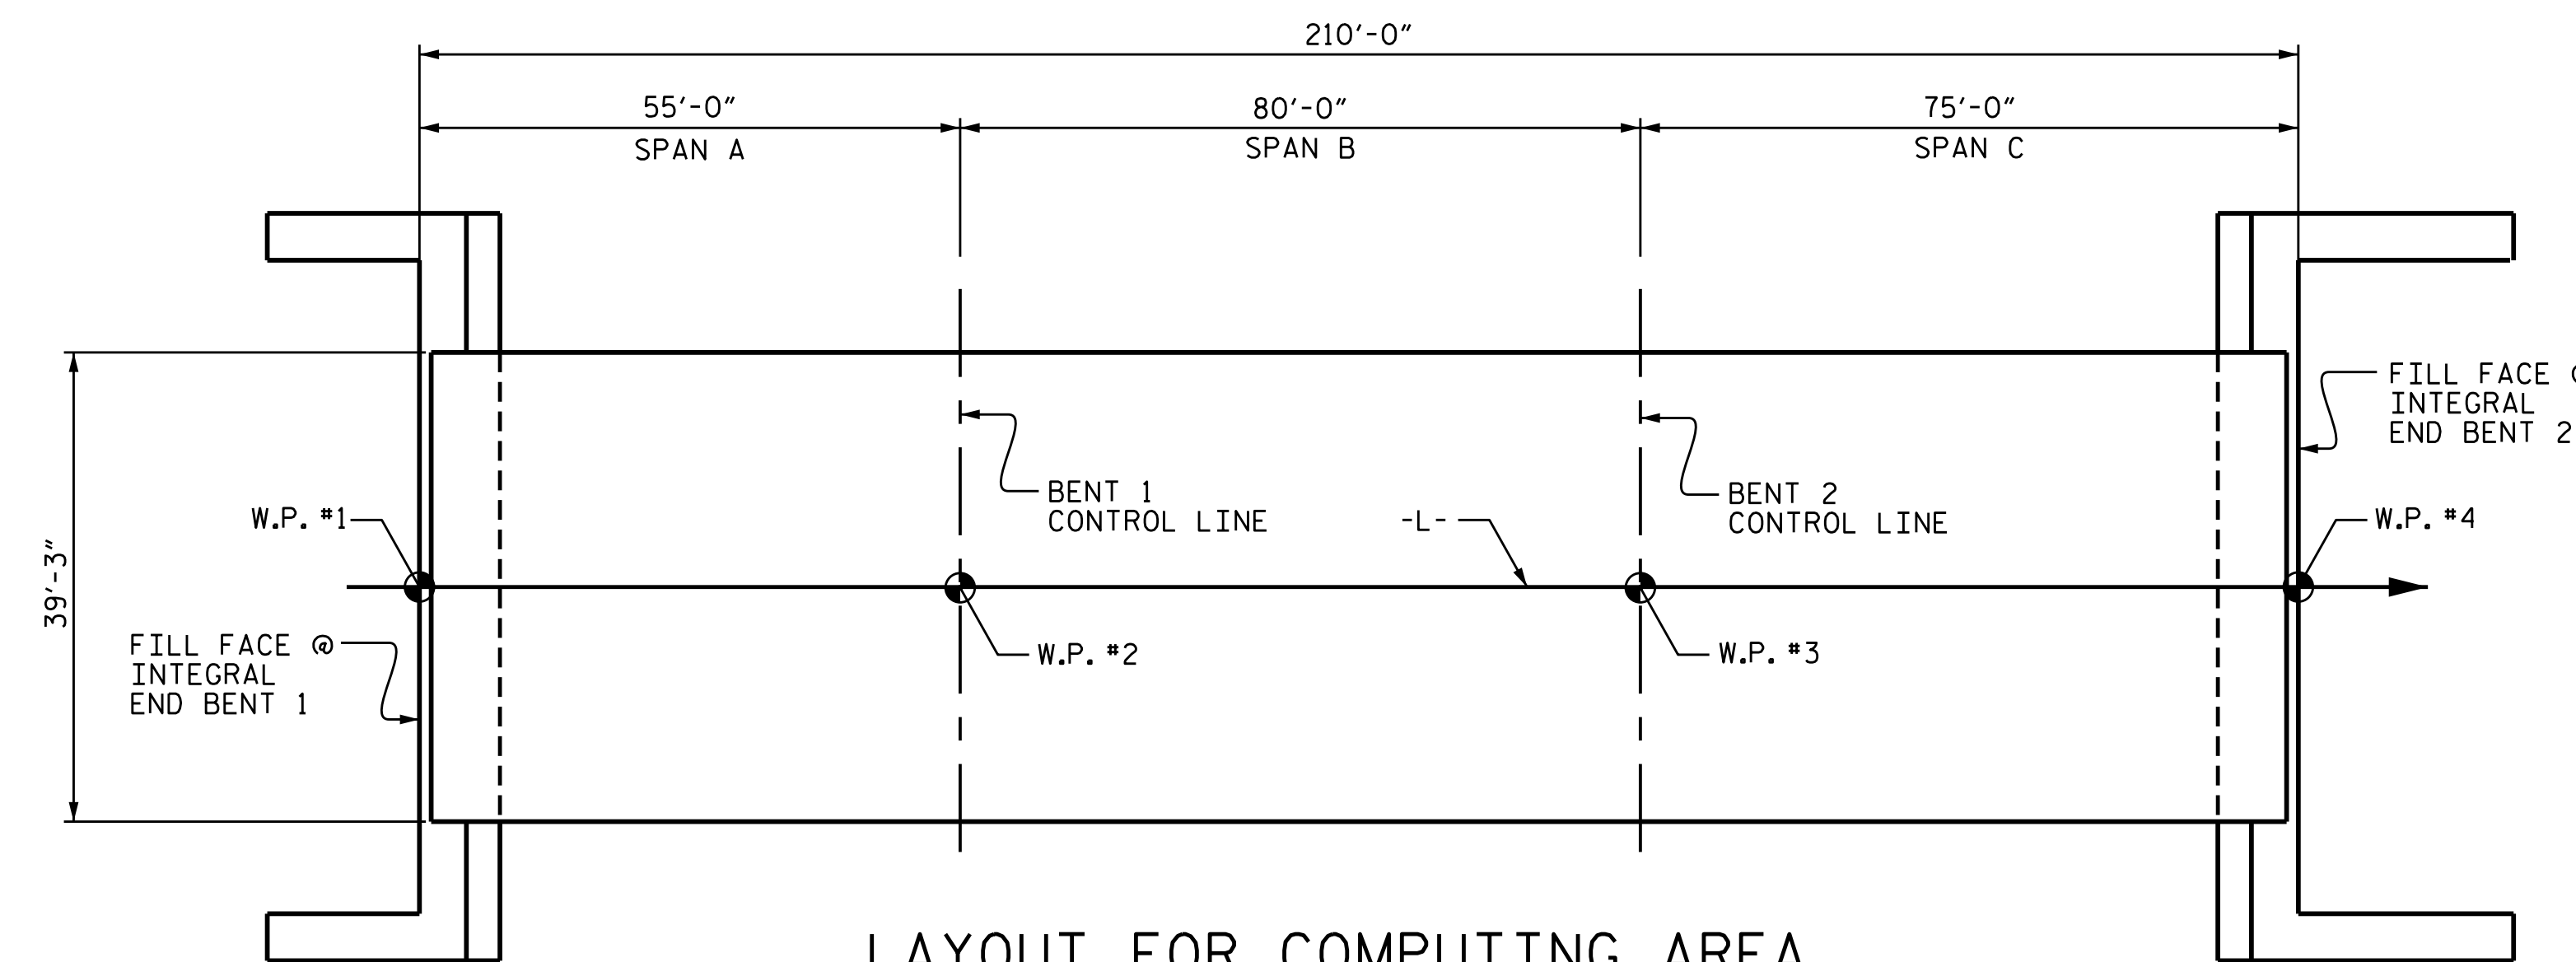 210'-0"
55'-0"
80'-0"
75'-0"
SPAN A
SPAN B
SPAN C
FILL FACE @
INTEGRAL
END BENT 2
BENT 1
CONTROL LINE
BENT 2
CONTROL LINE
W.P. #1
-L-
W.P. #4
39'-3"
FILL FACE @
INTEGRAL
END BENT 1
W.P. #2
W.P. #3
LAYOUT FOR COMPUTING AREA